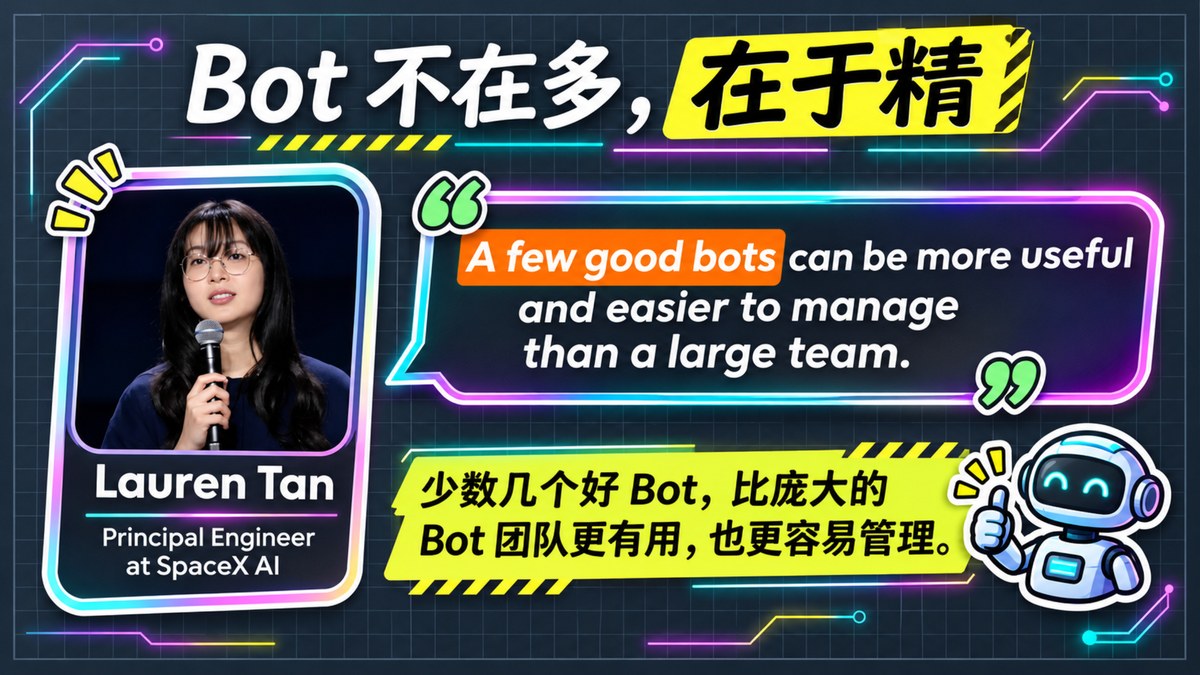 Bot 不在多，在于精
A few good bots can be more useful
and easier to manage
than a large team.
Lauren Tan
Principal Engineer
at SpaceX AI
少数几个好 Bot，比庞大的
Bot 团队更有用，也更容易管理。